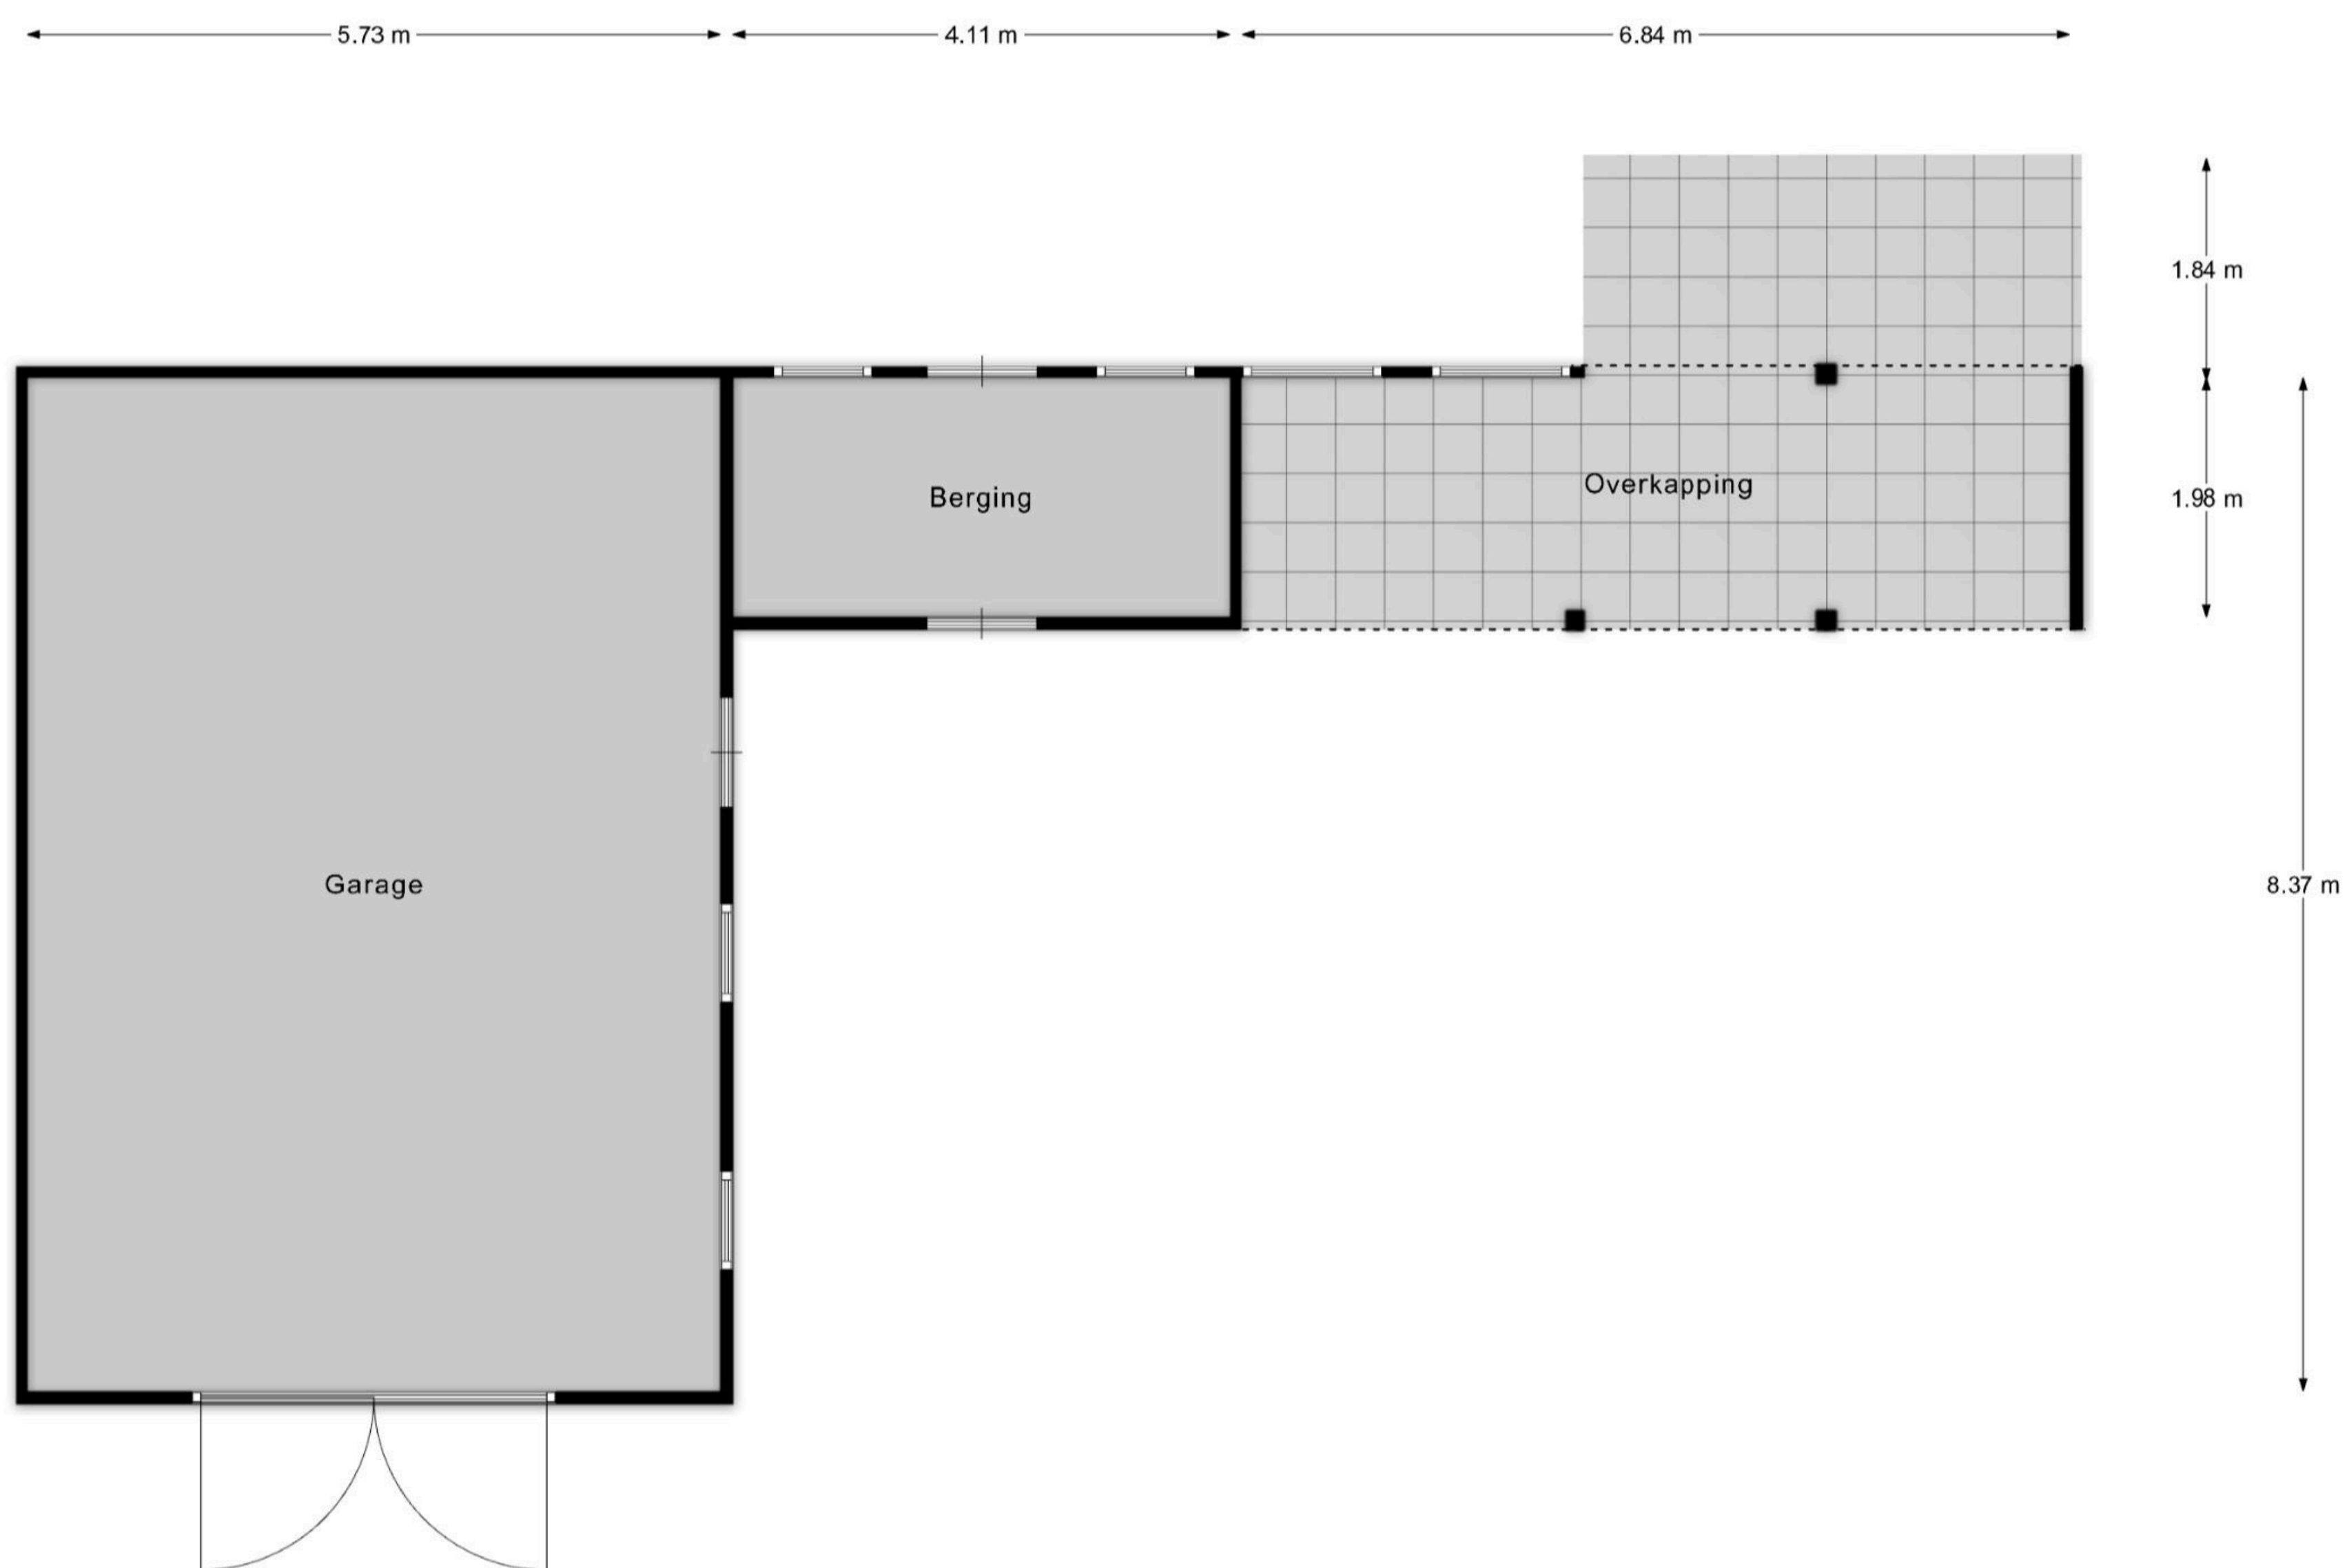 5.73 m
4.11 m
6.84 m
1.84 m
Overkapping
Berging
1.98 m
Garage
8.37 m